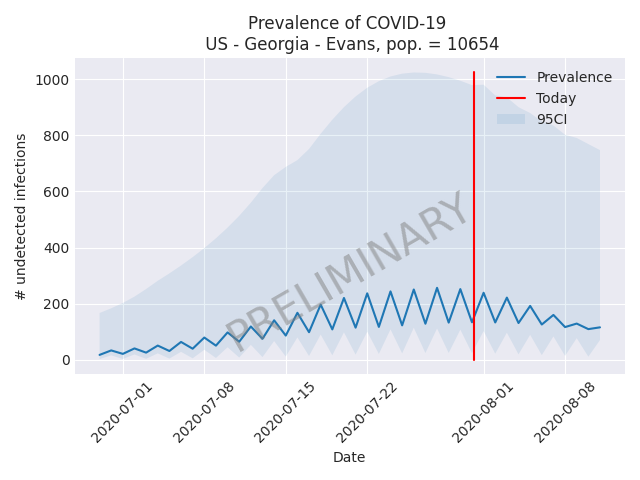 Prevalence of COVID-19
US - Georgia - Evans, pop. = 10654
Prevalence
Today
95CI
# undetected infections
1000
800
600
400
200
0
PRELIMINARY
2020-07-01
2020-07-08
2020-07-15
2020-07-22
2020-08-01
2020-08-08
Date